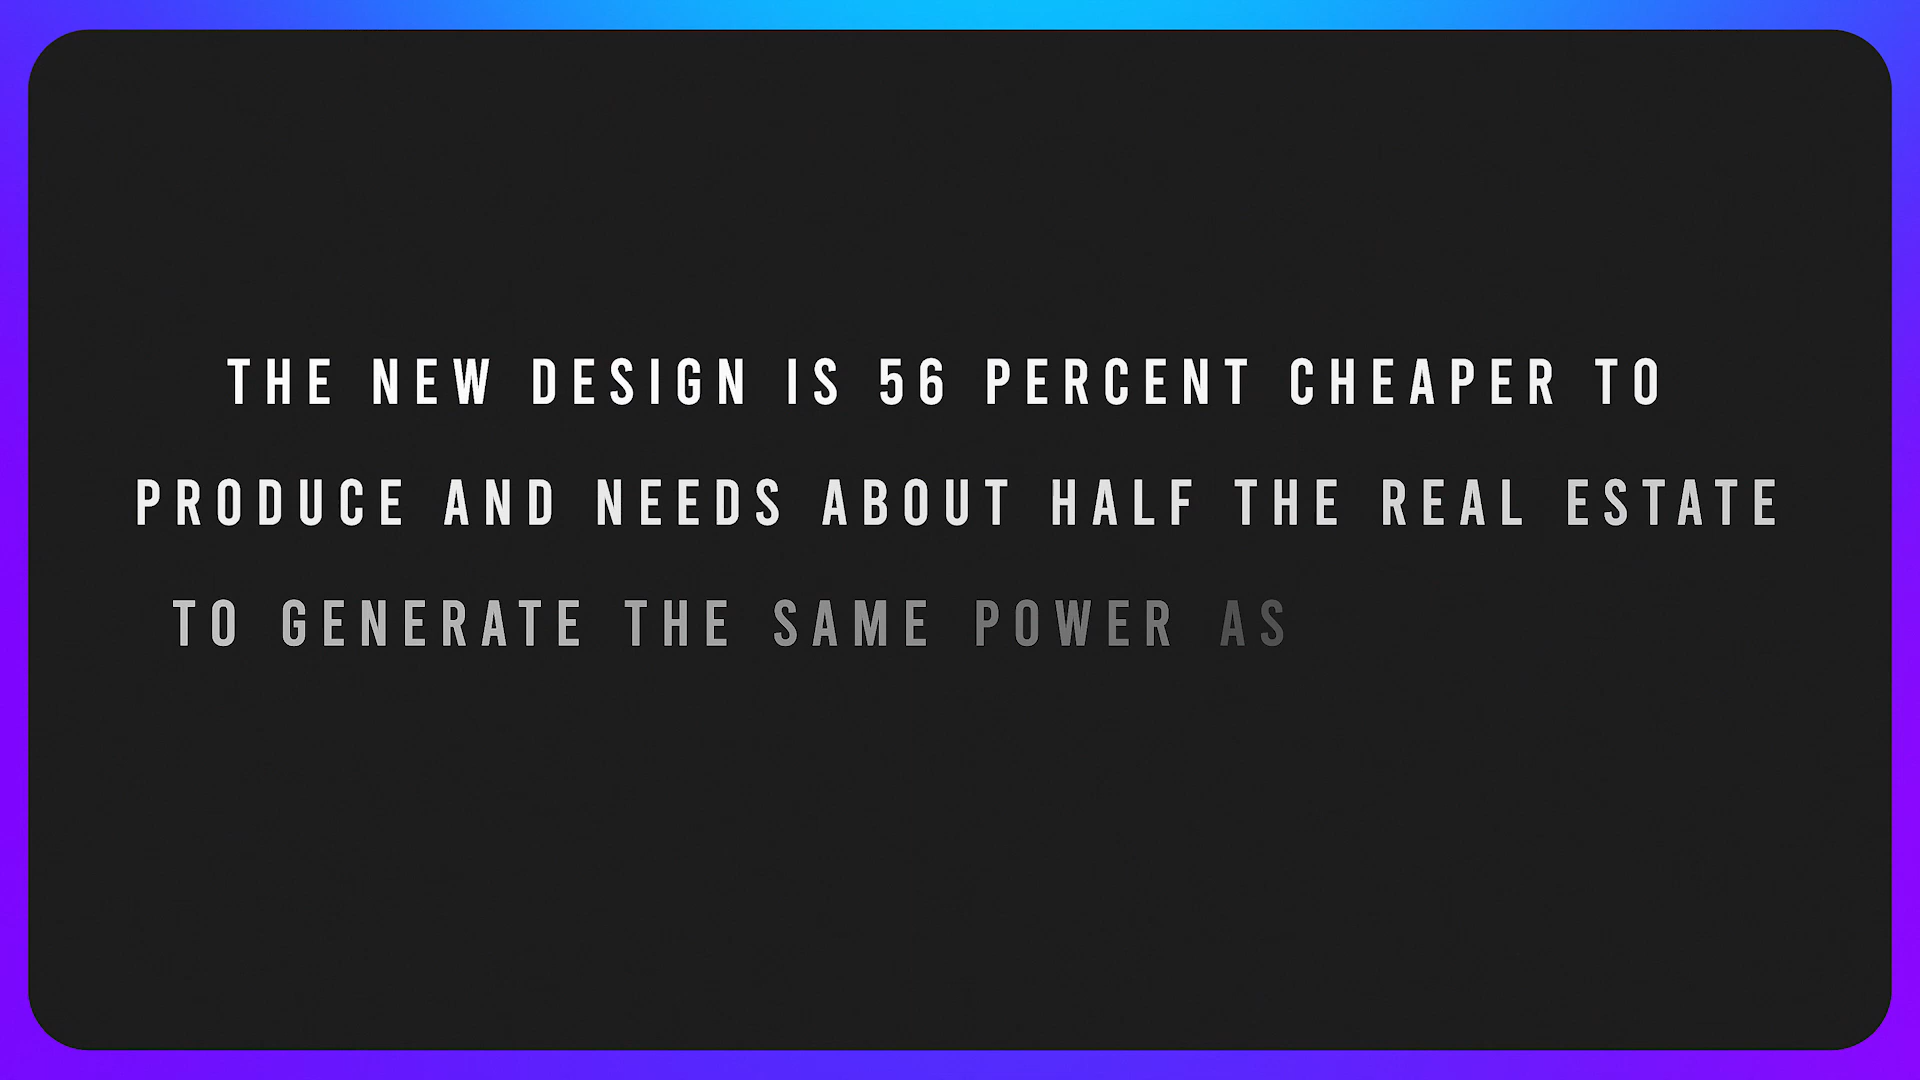 THE NEW DESIGN IS 56 PERCENT CHEAPER TO
PRODUCE AND NEEDS ABOUT HALF THE REAL ESTATE
TO GENERATE THE SAME POWER AS